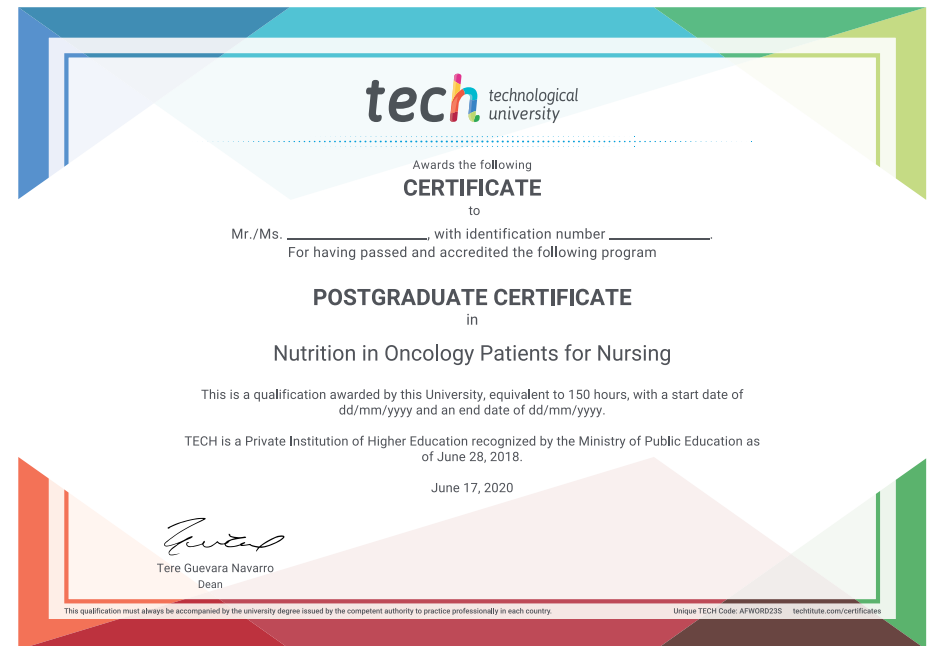 tech technological
university
Awards the following
CERTIFICATE
to
Mr./Ms. ____________________, with identification number ______________.
For having passed and accredited the following program
POSTGRADUATE CERTIFICATE
in
Nutrition in Oncology Patients for Nursing
This is a qualification awarded by this University, equivalent to 150 hours, with a start date of
dd/mm/yyyy and an end date of dd/mm/yyyy.
TECH is a Private Institution of Higher Education recognized by the Ministry of Public Education as
of June 28, 2018.
June 17, 2020
Tere Guevara Navarro
Dean
This qualification must always be accompanied by the university degree issued by the competent authority to practice professionally in each country. Unique TECH Code: AFWORD23S techtitute.com/certificates